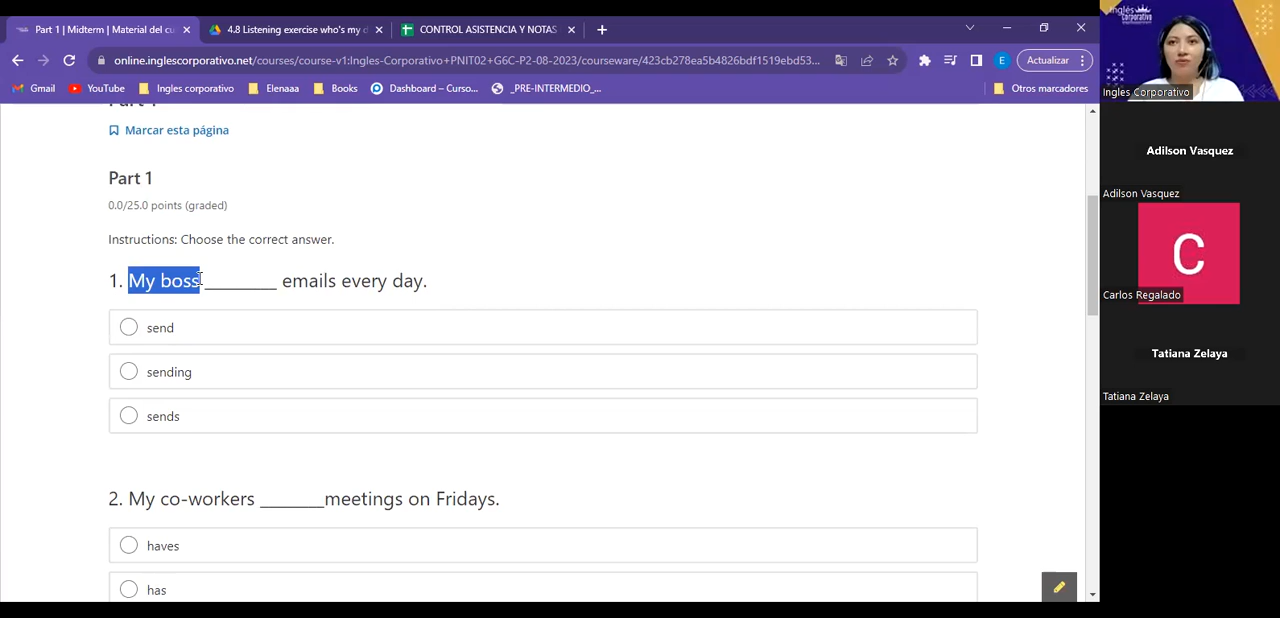 Part 1 | Midterm | Material del cu
4.8 Listening exercise who's my d
CONTROL ASISTENCIA Y NOTAS
online.inglescorporativo.net/courses/course-v1:Ingles-Corporativo+PNIT02+G6C-P2-08-2023/courseware/423cb278ea5b4826bdf1519ebd53...
E
Actualizar
Gmail
YouTube
Ingles corporativo
Elenaaa
Books
Dashboard – Curso...
_PRE-INTERMEDIO_...
Otros marcadores
Part 1
Marcar esta página
Part 1
0.0/25.0 points (graded)
Instructions: Choose the correct answer.
1. My boss ________ emails every day.
send
sending
sends
2. My co-workers _______meetings on Fridays.
haves
has
Inglés
Corporativo
Ingles Corporativo
Adilson Vasquez
Adilson Vasquez
C
Carlos Regalado
Tatiana Zelaya
Tatiana Zelaya